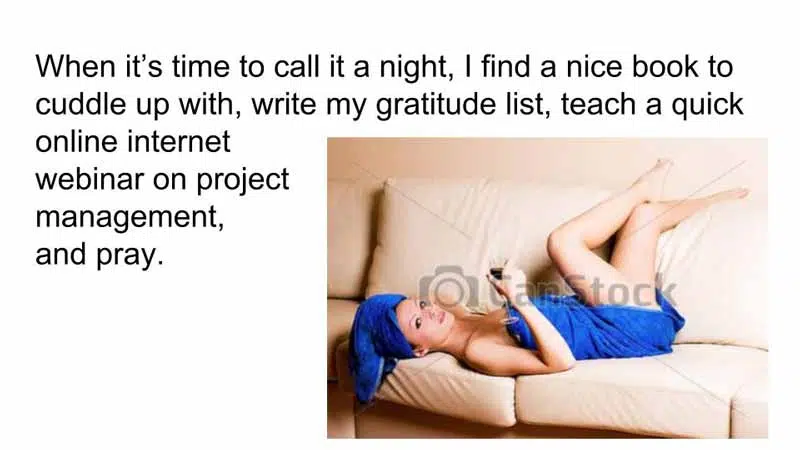 When it’s time to call it a night, I find a nice book to
cuddle up with, write my gratitude list, teach a quick
online internet
webinar on project
management,
and pray.
CanStock